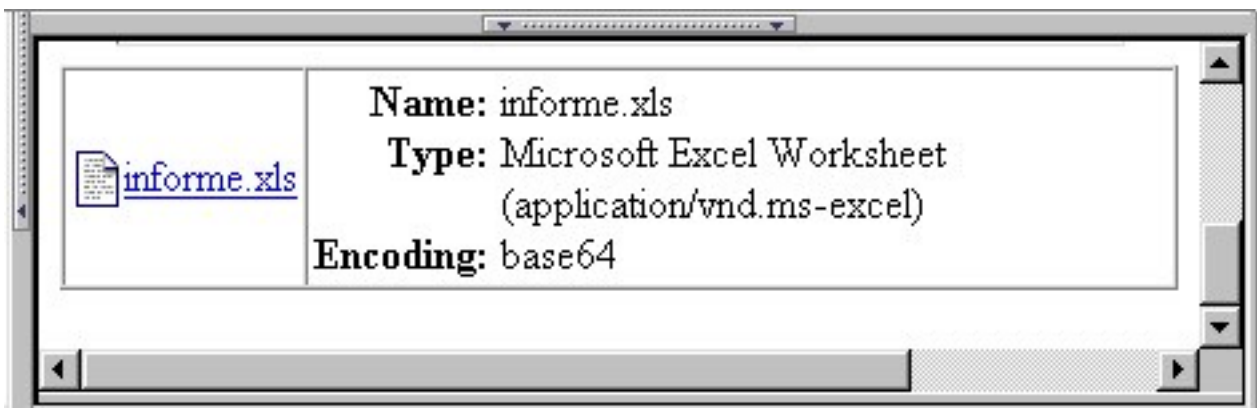 informe.xls
Name: informe.xls
Type: Microsoft Excel Worksheet
(application/vnd.ms-excel)
Encoding: base64